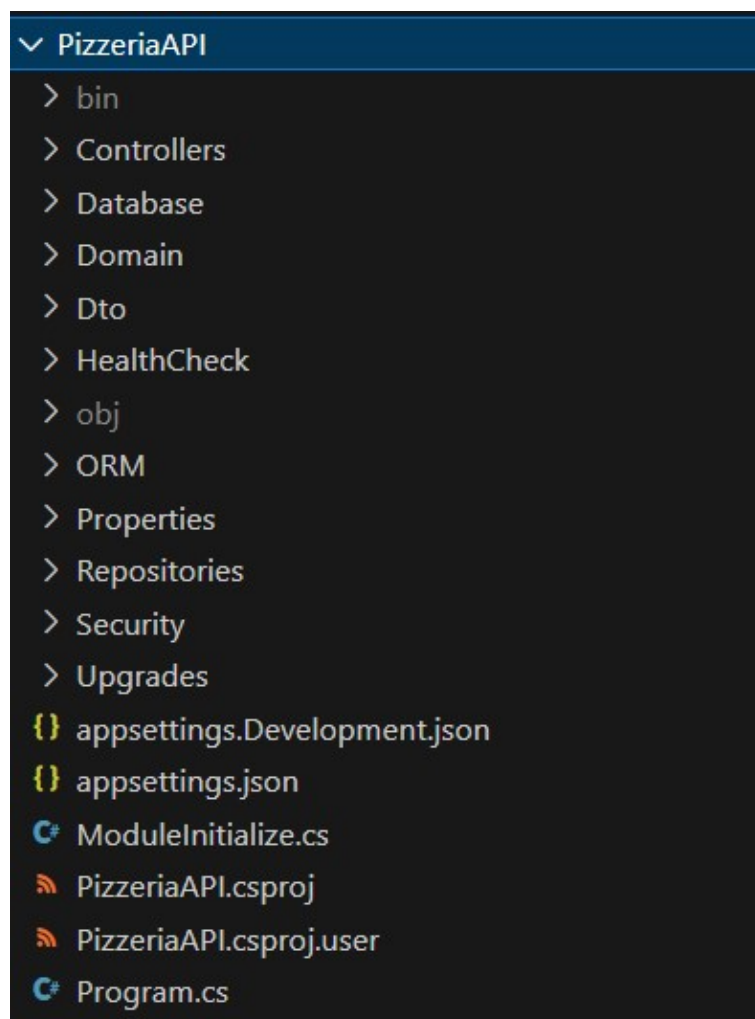 PizzeriaAPI
bin
Controllers
Database
Domain
Dto
HealthCheck
obj
ORM
Properties
Repositories
Security
Upgrades
{} appsettings.Development.json
{} appsettings.json
C# ModuleInitialize.cs
PizzeriaAPI.csproj
PizzeriaAPI.csproj.user
C# Program.cs